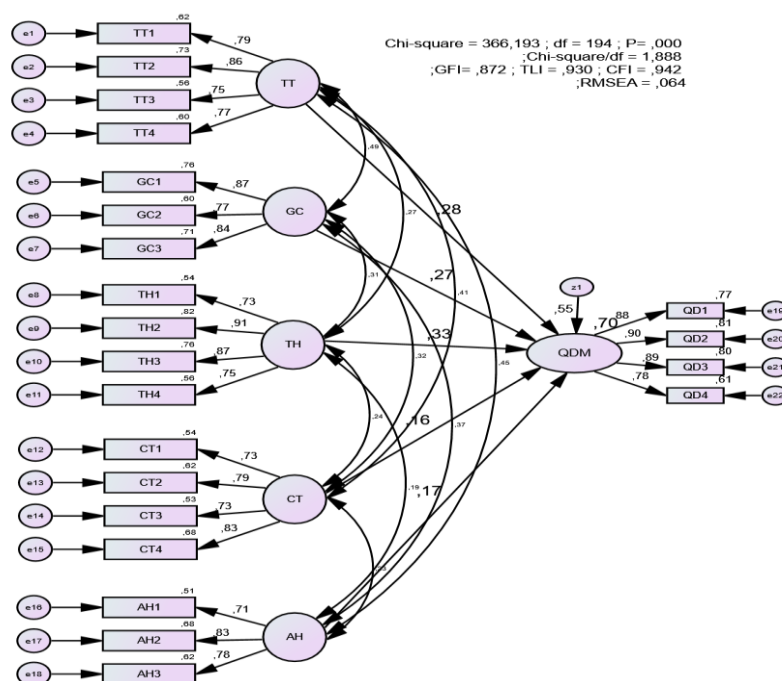 Chi-square = 366,193 ; df = 194 ; P= ,000
;Chi-square/df = 1,888
;GFI= ,872 ; TLI = ,930 ; CFI = ,942
;RMSEA = ,064
,62
e1 TT1 ,79
,73
e2 TT2 ,86
TT
,56
e3 TT3 ,75
,60
e4 TT4 ,77
,49
,76
e5 GC1 ,87
,27
,28
,60
e6 GC2 ,77
GC
,71
e7 GC3 ,84
,31
,27
,41
z1
,54
e8 TH1 ,73
,55
,70
,88
,77
QD1 e19
,82
e9 TH2 ,91
TH
,33
QDM
,90
,81
QD2 e20
,76
e10 TH3 ,87
,32
,45
,89
,80
QD3 e21
,56
e11 TH4 ,75
,78
,61
QD4 e22
,24
,16
,37
,54
e12 CT1 ,73
,62
e13 CT2 ,79
CT
,19
,17
,53
e14 CT3 ,73
,68
e15 CT4 ,83
,51
e16 AH1 ,71
,68
e17 AH2 ,83
AH
,62
e18 AH3 ,78